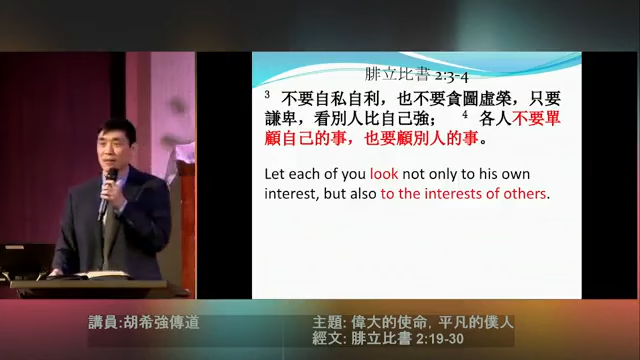 腓立比書 2:3-4
3 不要自私自利，也不要貪圖虛榮，只要
謙卑，看別人比自己強； 4 各人不要單
顧自己的事，也要顧別人的事。
Let each of you look not only to his own
interest, but also to the interests of others.
講員:胡希強傳道
主題: 偉大的使命, 平凡的僕人
經文: 腓立比書 2:19-30